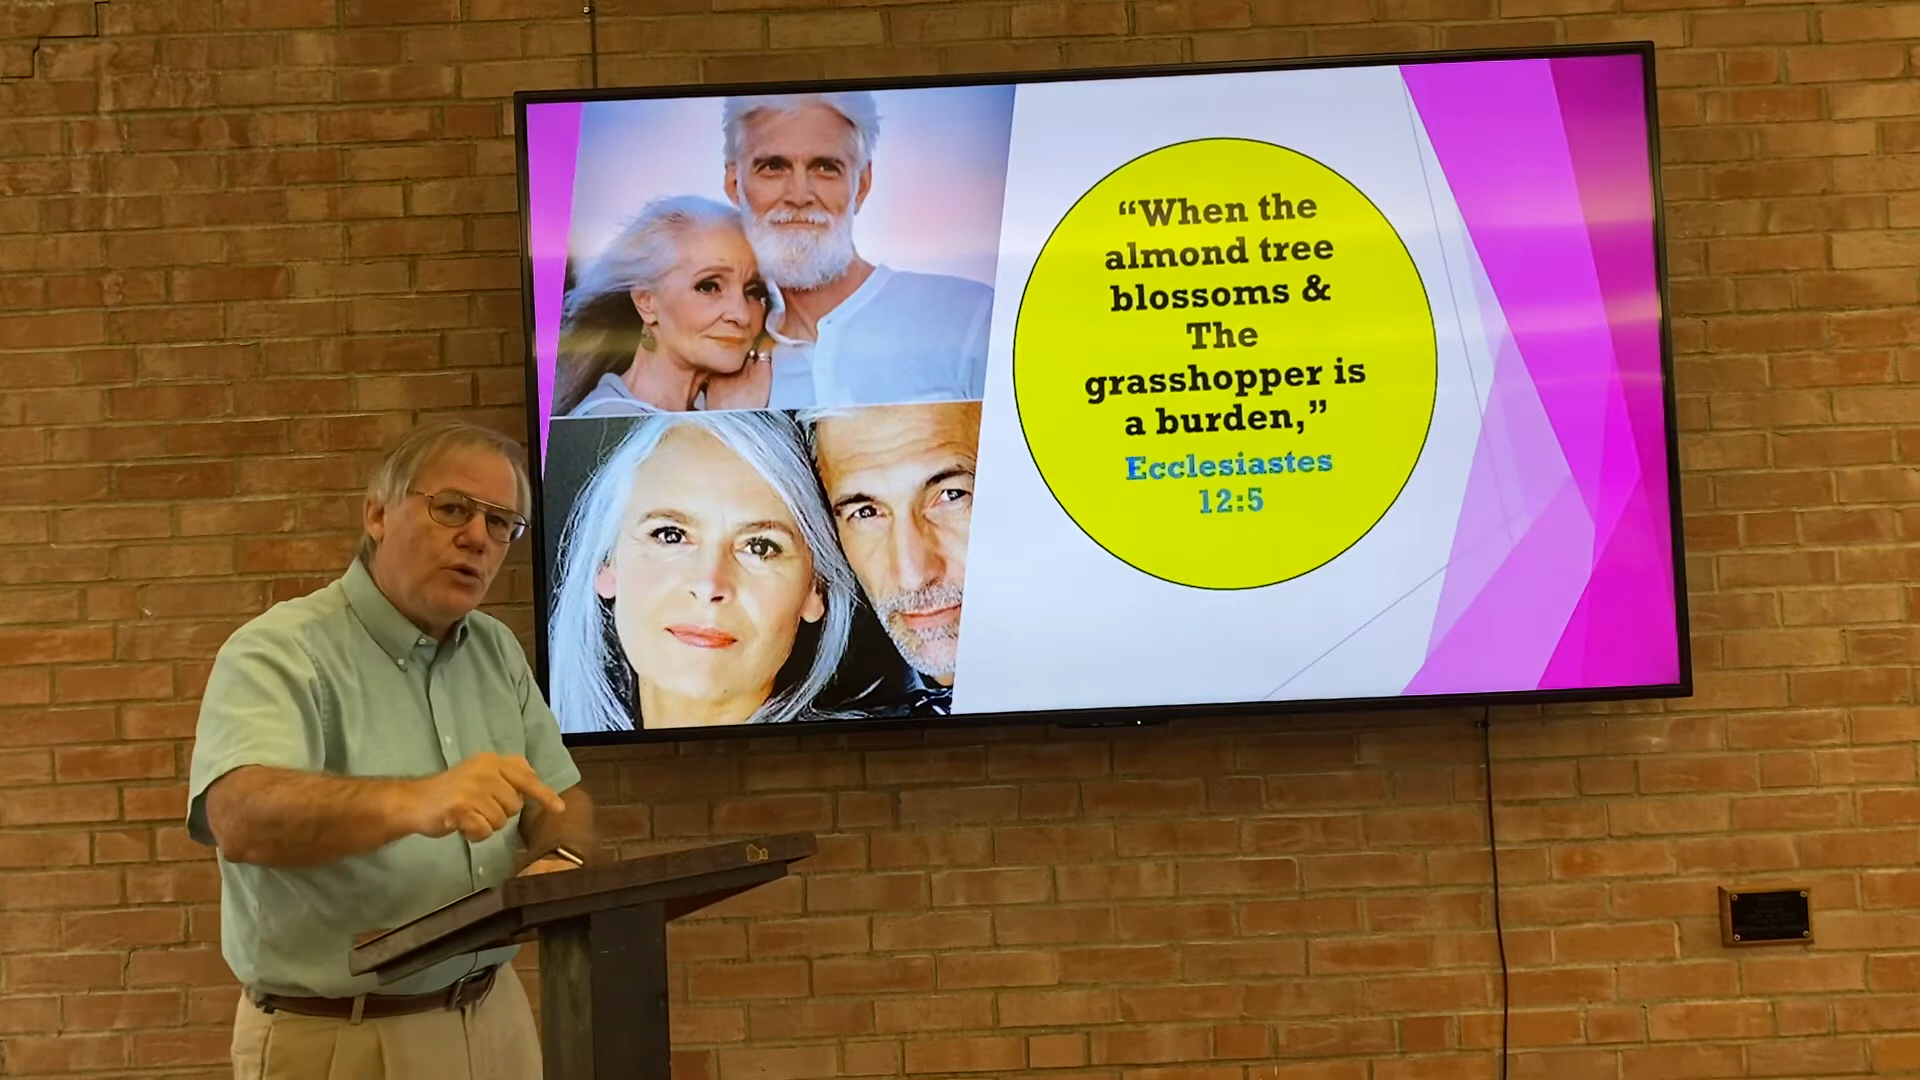 “When the
almond tree
blossoms &
The
grasshopper is
a burden,”
Ecclesiastes
12:5